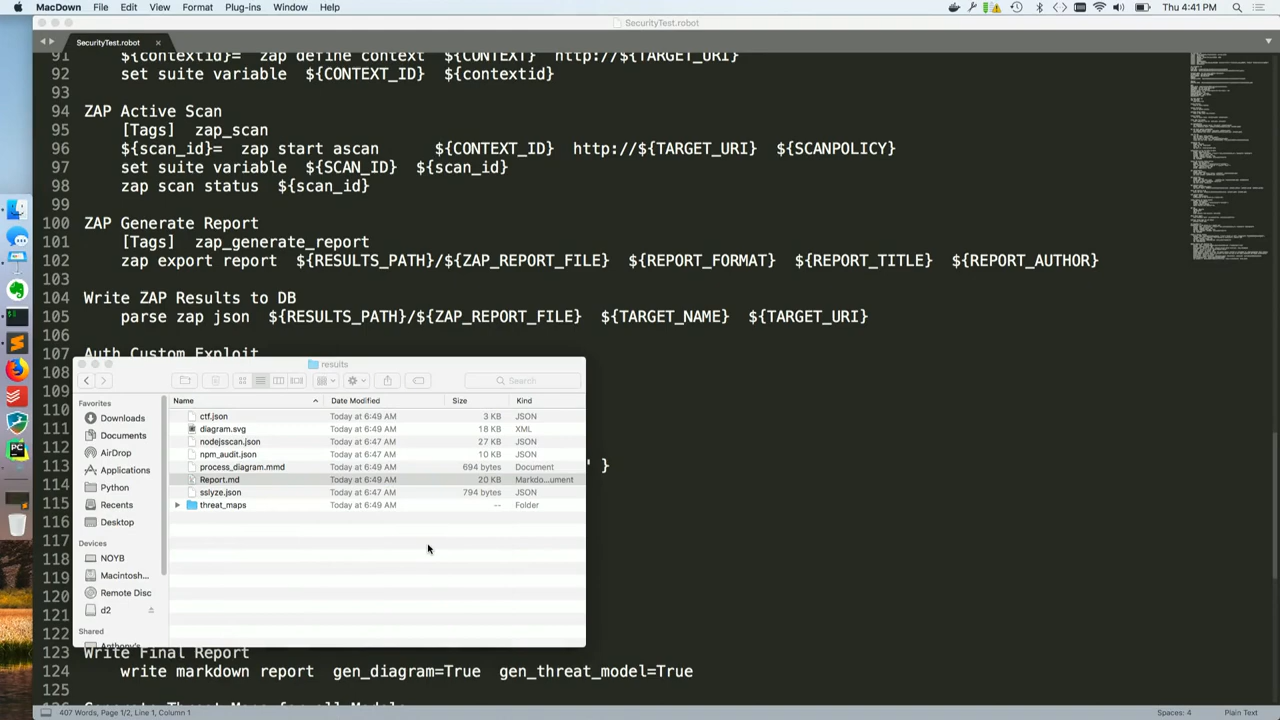 MacDown File Edit View Format Plug-ins Window Help Thu 4:41 PM
SecurityTest.robot
SecurityTest.robot ×
91 ${contextid}= zap define context ${CONTEXT} http://${TARGET_URI}
92 set suite variable ${CONTEXT_ID} ${contextid}
93
94 ZAP Active Scan
95 [Tags] zap_scan
96 ${scan_id}= zap start ascan ${CONTEXT_ID} http://${TARGET_URI} ${SCANPOLICY}
97 set suite variable ${SCAN_ID} ${scan_id}
98 zap scan status ${scan_id}
99
100 ZAP Generate Report
101 [Tags] zap_generate_report
102 zap export report ${RESULTS_PATH}/${ZAP_REPORT_FILE} ${REPORT_FORMAT} ${REPORT_TITLE} ${REPORT_AUTHOR}
103
104 Write ZAP Results to DB
105 parse zap json ${RESULTS_PATH}/${ZAP_REPORT_FILE} ${TARGET_NAME} ${TARGET_URI}
106
107 Auth Custom Exploit
108
109
110
111
112
113 ' }
114
115
116
117
118
119
120
121
122
123 Write Final Report
124 write markdown report gen_diagram=True gen_threat_model=True
125
results
Search
Favorites
Downloads
Documents
AirDrop
Applications
Python
Recents
Desktop
Devices
NOYB
Macintosh...
Remote Disc
d2
Shared
Name Date Modified Size Kind
ctf.json Today at 6:49 AM 3 KB JSON
diagram.svg Today at 6:49 AM 18 KB XML
nodejsscan.json Today at 6:47 AM 27 KB JSON
npm_audit.json Today at 6:47 AM 10 KB JSON
process_diagram.mmd Today at 6:49 AM 694 bytes Document
Report.md Today at 6:49 AM 20 KB Markdo...ument
sslyze.json Today at 6:47 AM 794 bytes JSON
threat_maps Today at 6:49 AM -- Folder
407 Words, Page 1/2, Line 1, Column 1 Spaces: 4 Plain Text